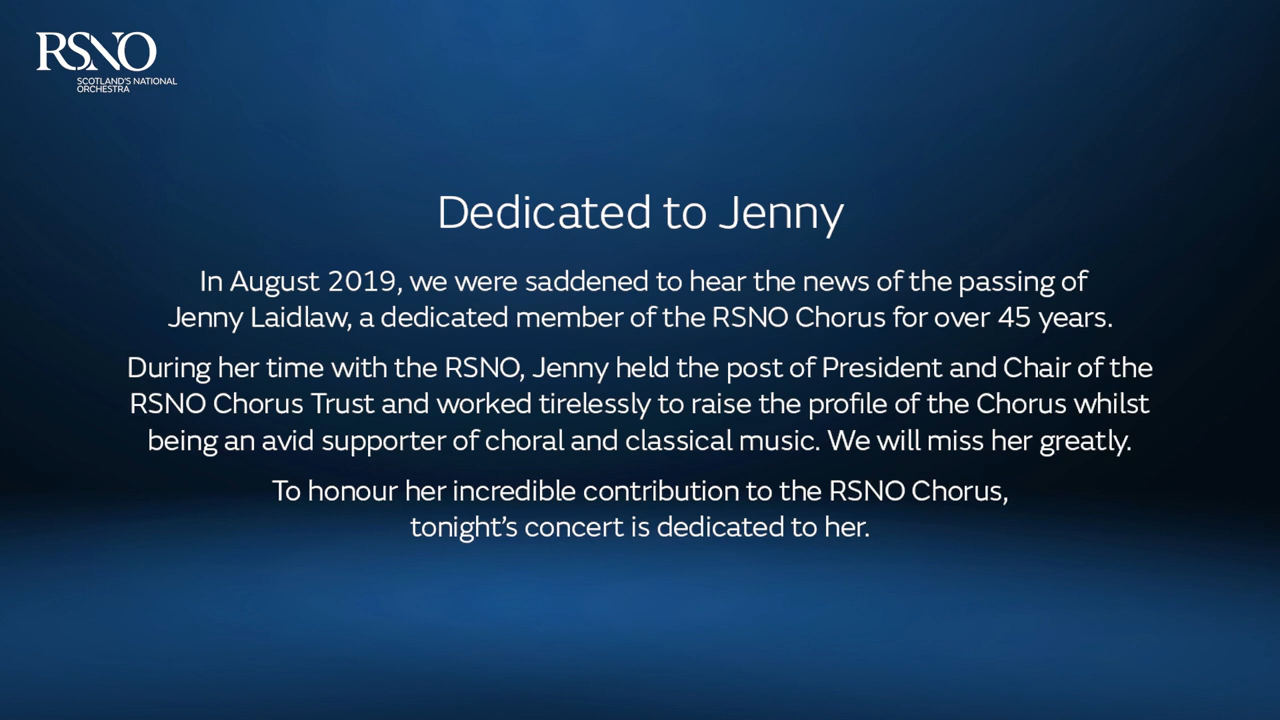 RSNO
SCOTLAND'S NATIONAL
ORCHESTRA
Dedicated to Jenny
In August 2019, we were saddened to hear the news of the passing of
Jenny Laidlaw, a dedicated member of the RSNO Chorus for over 45 years.
During her time with the RSNO, Jenny held the post of President and Chair of the
RSNO Chorus Trust and worked tirelessly to raise the profile of the Chorus whilst
being an avid supporter of choral and classical music. We will miss her greatly.
To honour her incredible contribution to the RSNO Chorus,
tonight’s concert is dedicated to her.